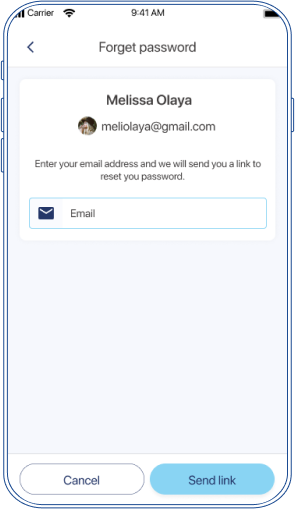 Carrier 9:41 AM
Forget password
Melissa Olaya
meliolaya@gmail.com
Enter your email address and we will send you a link to
reset you password.
Email
Cancel Send link